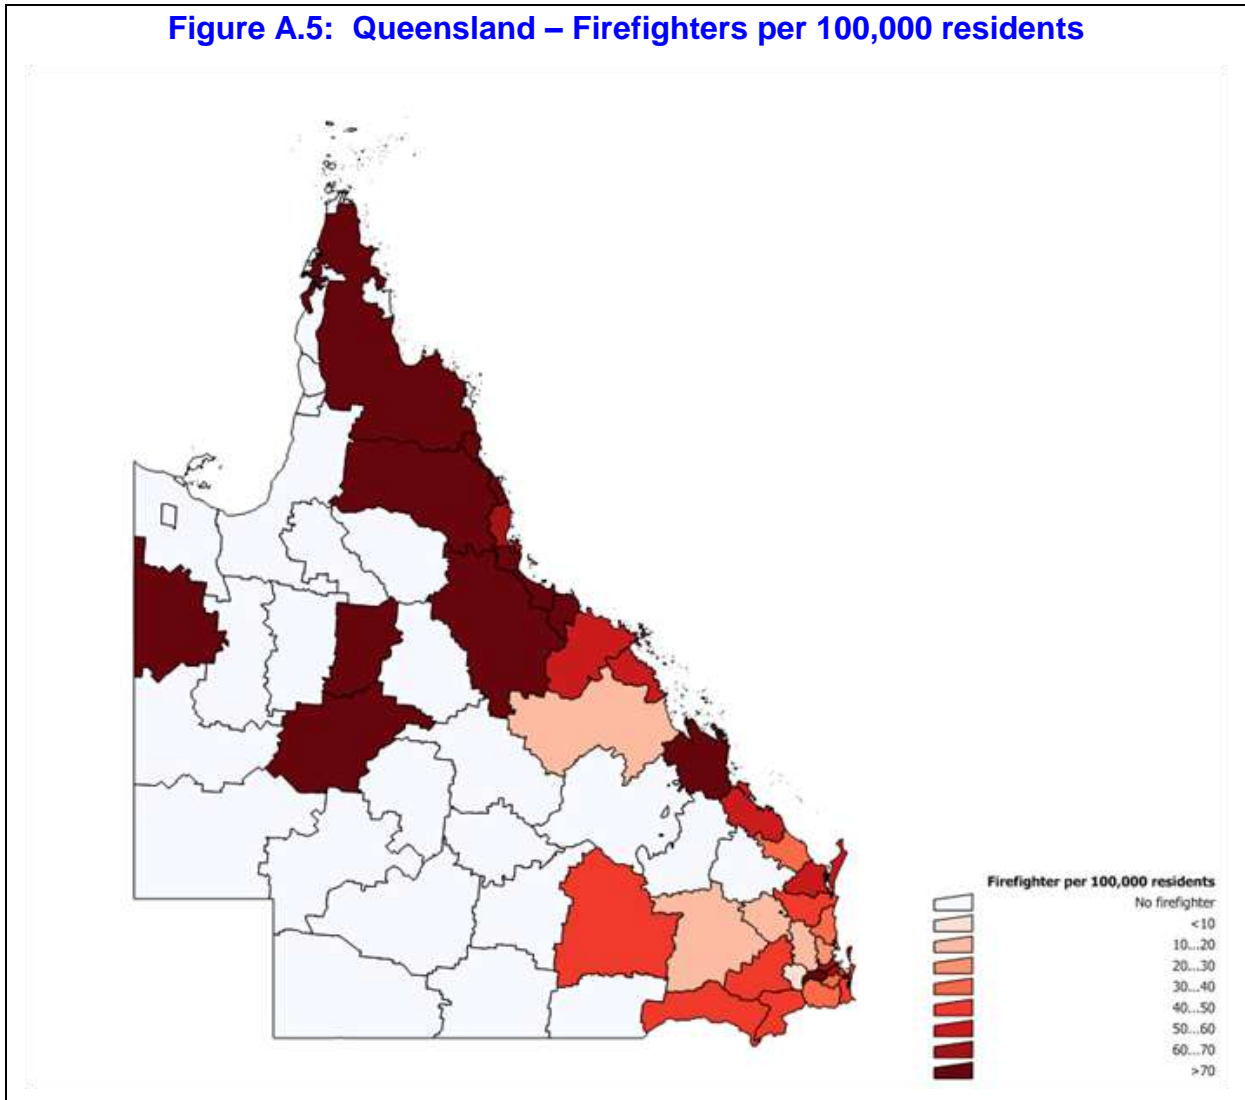 Figure A.5: Queensland – Firefighters per 100,000 residents
Firefighter per 100,000 residents
No firefighter
<10
10...20
20...30
30...40
40...50
50...60
60...70
>70